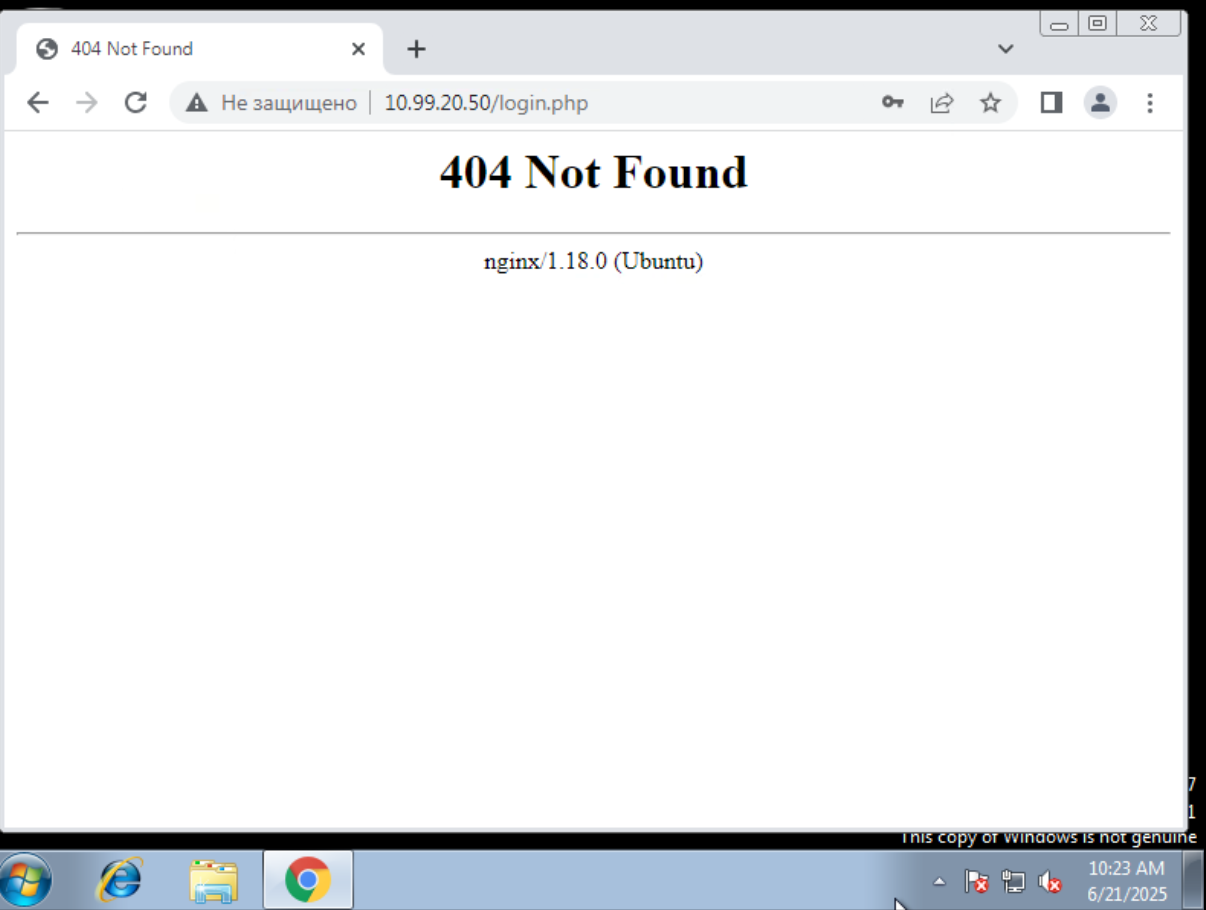 404 Not Found
Не защищено | 10.99.20.50/login.php
404 Not Found
nginx/1.18.0 (Ubuntu)
7
1
This copy of Windows is not genuine
10:23 AM
6/21/2025